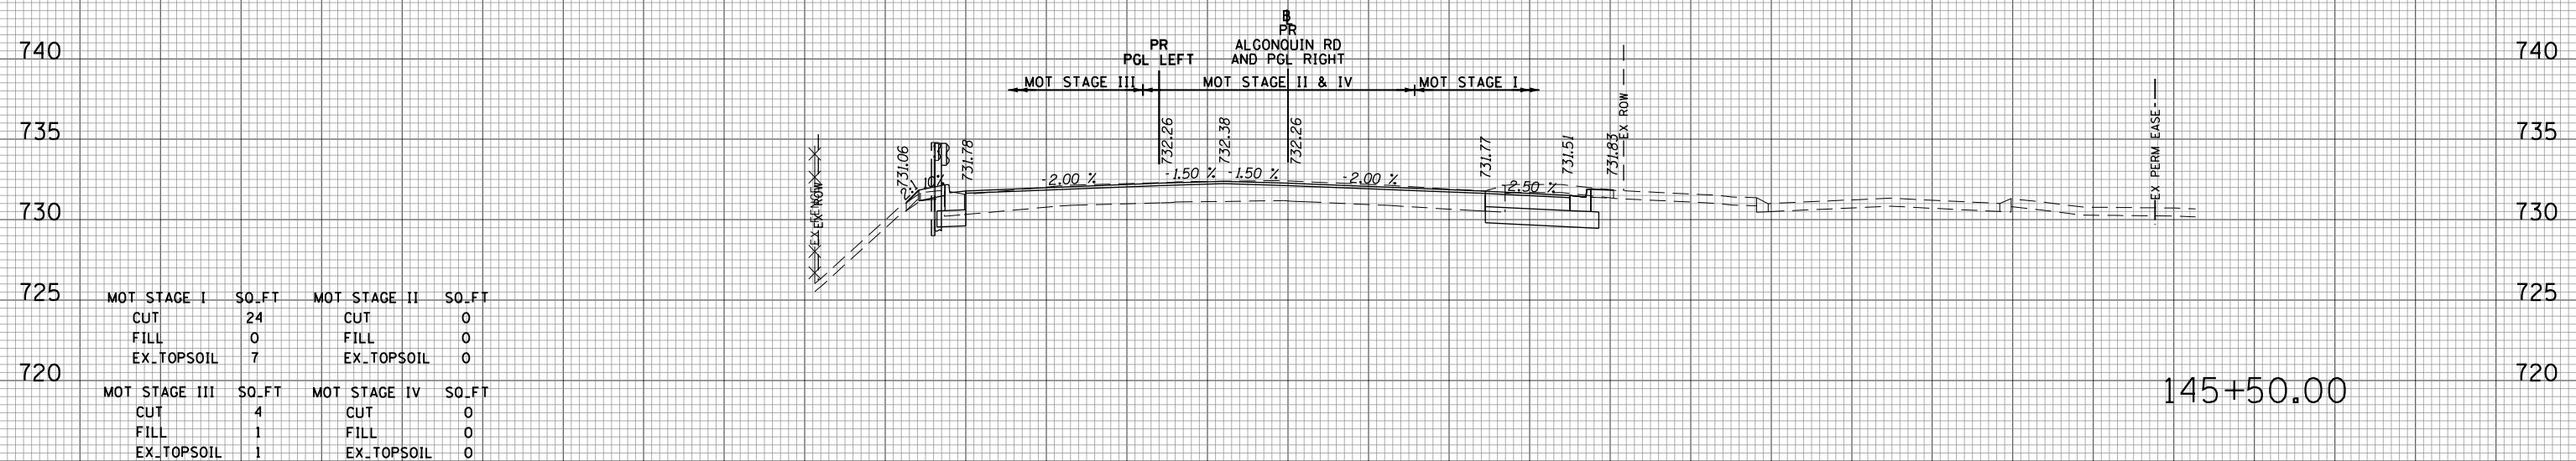 B
PR
PR
ALGONQUIN RD
PGL LEFT
AND PGL RIGHT
740
740
MOT STAGE III
MOT STAGE II & IV
MOT STAGE I
EX ROW
EX PERM EASE.
735
735
731.06
731.78
732.26
732.38
732.26
731.77
731.51
731.83
10%
-2.00 %
-1.50 %
-1.50 %
-2.00 %
2.50 %
EX ROW
730
730
725
725
MOT STAGE I SQ_FT MOT STAGE II SQ_FT
CUT 24 CUT 0
FILL 0 FILL 0
EX_TOPSOIL 7 EX_TOPSOIL 0
720
720
MOT STAGE III SQ_FT MOT STAGE IV SQ_FT
CUT 4 CUT 0
FILL 1 FILL 0
EX_TOPSOIL 1 EX_TOPSOIL 0
145+50.00